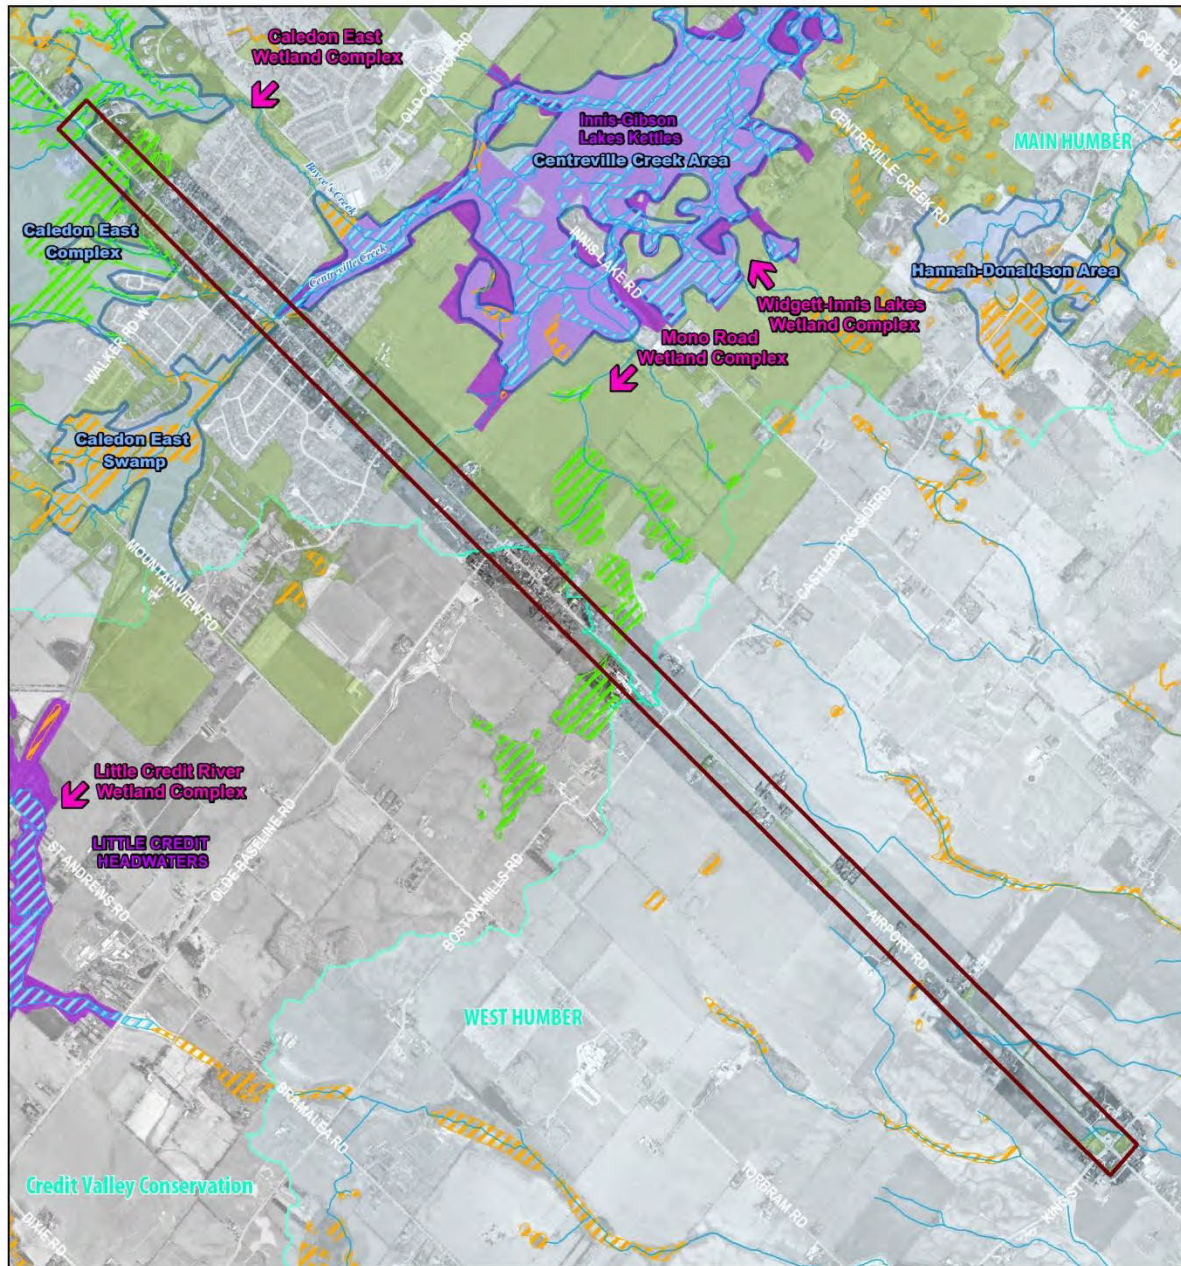 THE GORE RD
Caledon East
Wetland Complex
OLD CHURCH RD
Innis-Gibson
Lakes Kettles
Centreville Creek Area
CENTREVILLE CREEK RD
MAIN HUMBER
Boyce's Creek
Centreville Creek
Caledon East
Complex
INNIS LAKE RD
Hannah-Donaldson Area
Widgett-Innis Lakes
Wetland Complex
Mono Road
Wetland Complex
WALKER RD W
Caledon East
Swamp
MOUNTAINVIEW RD
CASTLEDERG SIDERD
Little Credit River
Wetland Complex
LITTLE CREDIT
HEADWATERS
ST ANDREWS RD
OLDE BASELINE RD
BOSTON MILLS RD
AIRPORT RD
WEST HUMBER
BRAMALEA RD
TORBRAM RD
KING ST
Credit Valley Conservation
DIXIE RD